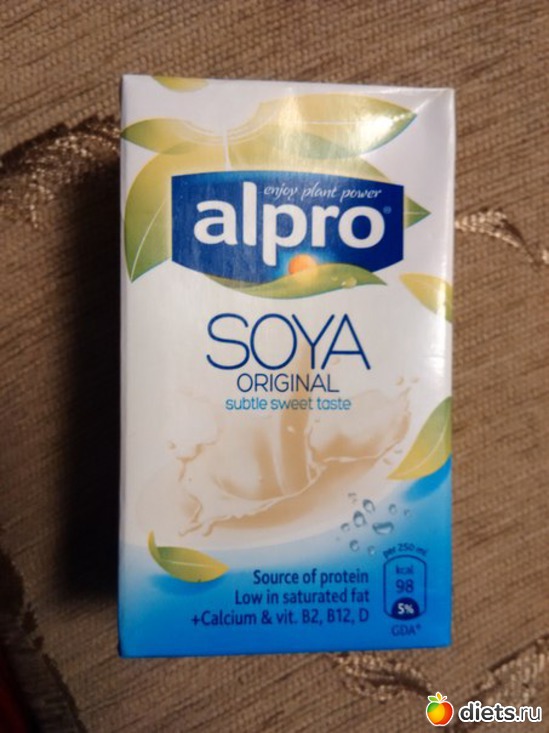 enjoy plant power
alpro®
SOYA
ORIGINAL
subtle sweet taste
per 250 ml
kcal
98
5%
GDA*
Source of protein
Low in saturated fat
+Calcium & vit. B2, B12, D
diets.ru